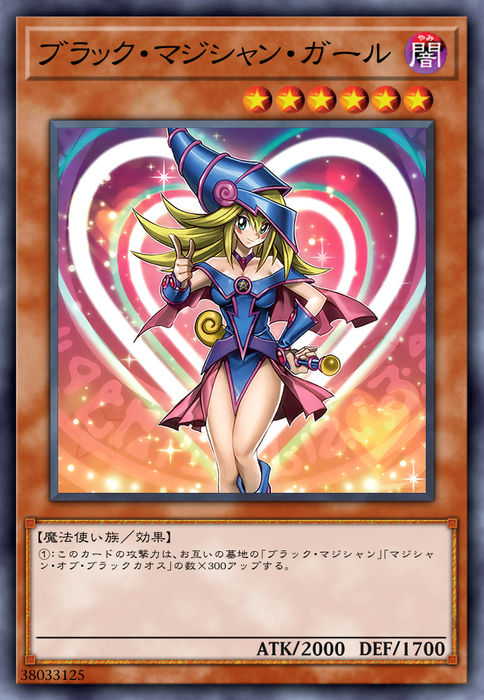 ブラック・マジシャン・ガール
やみ
闇
【魔法使い族／効果】
①：このカードの攻撃力は、お互いの墓地の「ブラック・マジシャン」「マジシャ
ン・オブ・ブラックカオス」の数×300アップする。
ATK/2000 DEF/1700
38033125